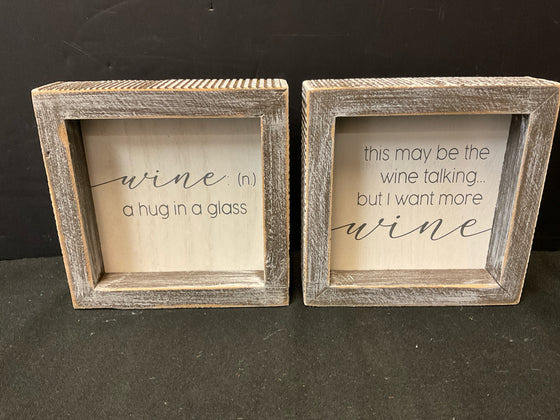 wine: (n.)
a hug in a glass
this may be the
wine talking...
but I want more
wine